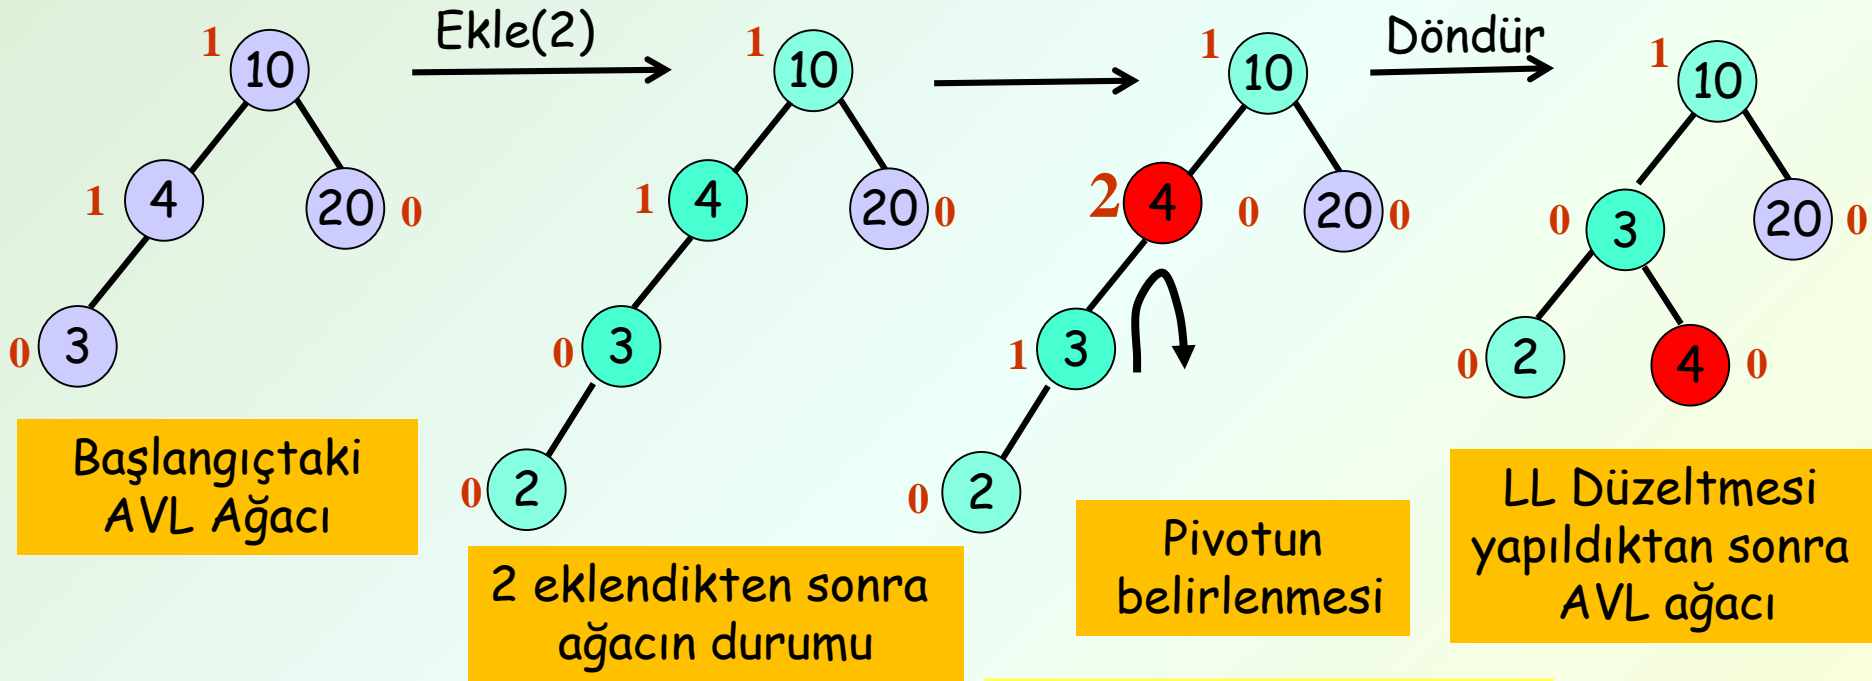 Ekle(2)
Döndür
1 10
1 4
20 0
0 3
Başlangıçtaki
AVL Ağacı
1 10
1 4
20 0
0 3
0 2
2 eklendikten sonra
ağacın durumu
1 10
2 4 0
20 0
1 3
0 2
Pivotun
belirlenmesi
1 10
0 3
20 0
0 2
4 0
LL Düzeltmesi
yapıldıktan sonra
AVL ağacı